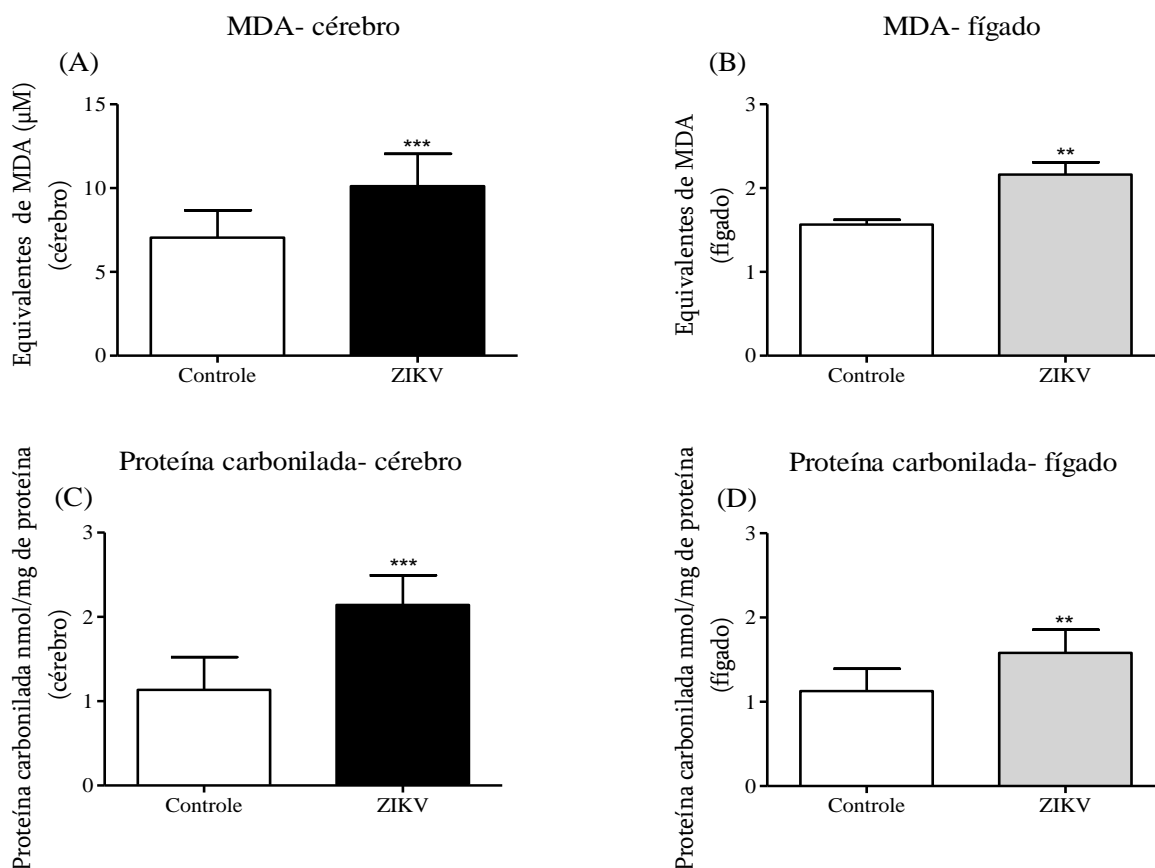 MDA- cérebro
(A)
Equivalentes de MDA (µM)
(cérebro)
15
10
5
0
***
Controle
ZIKV
MDA- fígado
(B)
Equivalentes de MDA
(fígado)
3
2
1
0
**
Controle
ZIKV
Proteína carbonilada- cérebro
(C)
Proteína carbonilada nmol/mg de proteína
(cérebro)
3
2
1
0
***
Controle
ZIKV
Proteína carbonilada- fígado
(D)
Proteína carbonilada nmol/mg de proteína
(fígado)
3
2
1
0
**
Controle
ZIKV